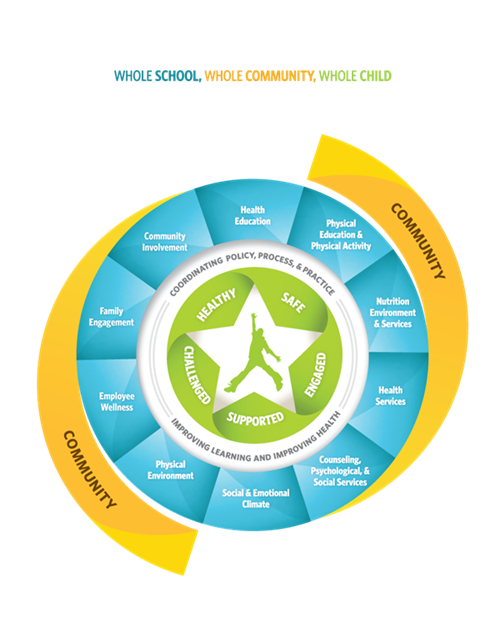 WHOLE SCHOOL, WHOLE COMMUNITY, WHOLE CHILD
COMMUNITY
Health
Education
Physical
Education &
Physical Activity
Nutrition
Environment
& Services
Health
Services
Counseling,
Psychological, &
Social Services
Social & Emotional
Climate
Physical
Environment
Employee
Wellness
Family
Engagement
Community
Involvement
COORDINATING POLICY, PROCESS, & PRACTICE
IMPROVING LEARNING AND IMPROVING HEALTH
HEALTHY
SAFE
ENGAGED
SUPPORTED
CHALLENGED
COMMUNITY